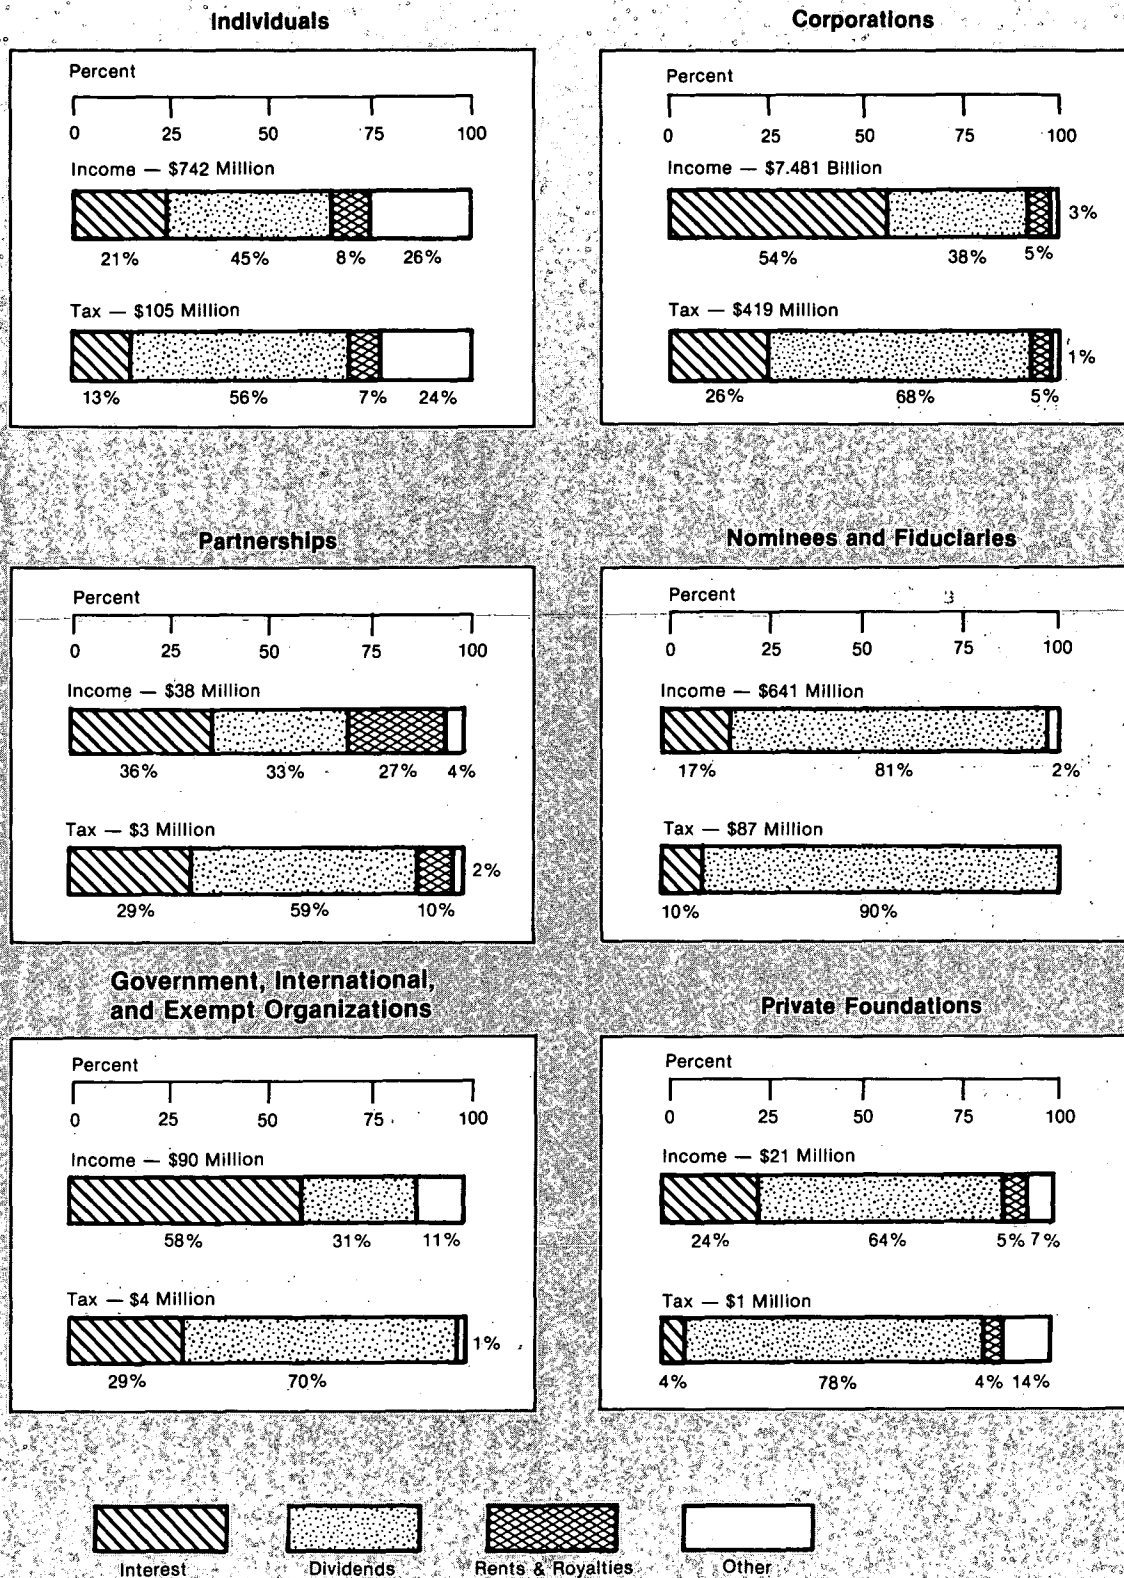 Individuals
Percent
0 25 50 75 100
Income — $742 Million
21% 45% 8% 26%
Tax — $105 Million
13% 56% 7% 24%
Corporations
Percent
0 25 50 75 100
Income — $7.481 Billion
3%
54% 38% 5%
Tax — $419 Million
1%
26% 68% 5%
Partnerships
Percent
0 25 50 75 100
Income — $38 Million
36% 33% 27% 4%
Tax — $3 Million
2%
29% 59% 10%
Nominees and Fiduciaries
Percent
0 25 50 75 100
Income — $641 Million
17% 81% 2%
Tax — $87 Million
10% 90%
Government, International,
and Exempt Organizations
Percent
0 25 50 75 100
Income — $90 Million
58% 31% 11%
Tax — $4 Million
1%
29% 70%
Private Foundations
Percent
0 25 50 75 100
Income — $21 Million
24% 64% 5% 7%
Tax — $1 Million
4% 78% 4% 14%
Interest Dividends Rents & Royalties Other